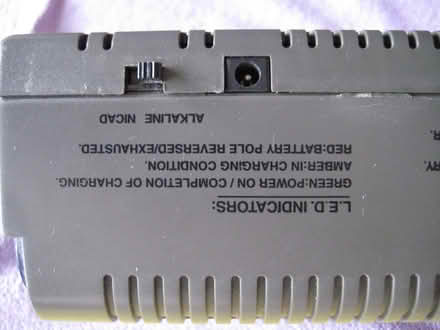 L.E.D. INDICATORS:
GREEN:POWER ON / COMPLETION OF CHARGING.
AMBER:IN CHARGING CONDITION.
RED:BATTERY POLE REVERSED/EXHAUSTED.
ALKALINE NICAD